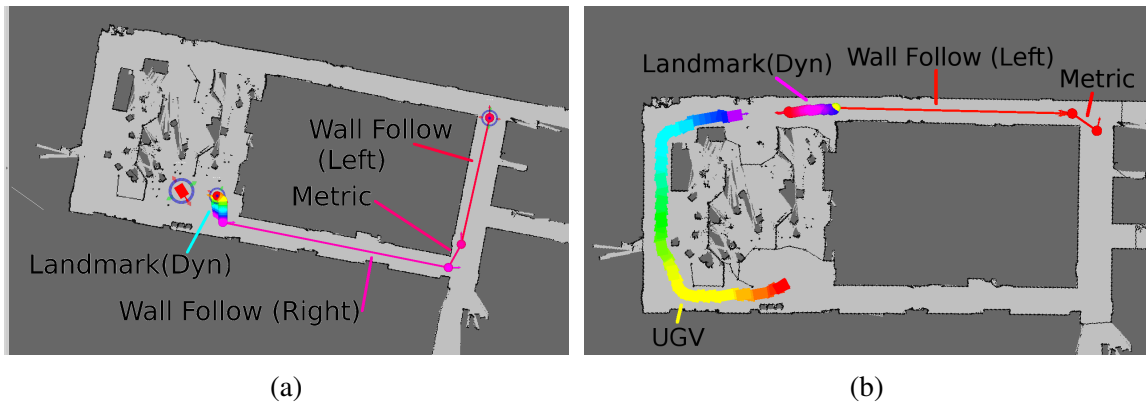 Wall Follow
(Left)
Metric
Landmark(Dyn)
Wall Follow (Right)
(a)
Landmark(Dyn)
Wall Follow (Left)
Metric
UGV
(b)